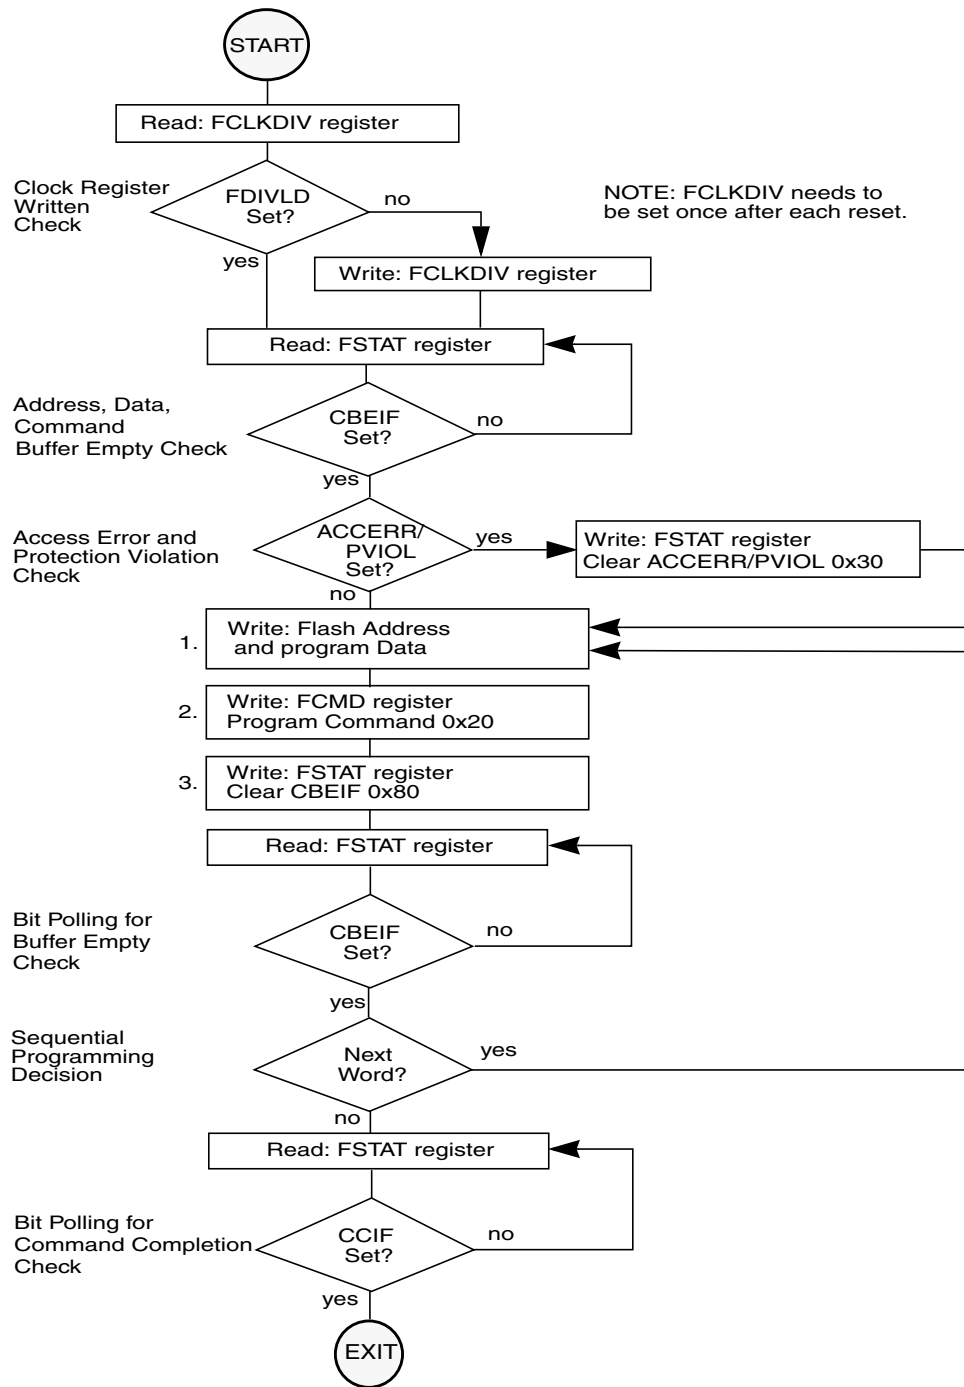 START
Read: FCLKDIV register
Clock Register
Written
Check
FDIVLD
Set?
no
yes
NOTE: FCLKDIV needs to
be set once after each reset.
Write: FCLKDIV register
Read: FSTAT register
Address, Data,
Command
Buffer Empty Check
CBEIF
Set?
no
yes
Access Error and
Protection Violation
Check
ACCERR/
PVIOL
Set?
yes
no
Write: FSTAT register
Clear ACCERR/PVIOL 0x30
1.
Write: Flash Address
and program Data
2.
Write: FCMD register
Program Command 0x20
3.
Write: FSTAT register
Clear CBEIF 0x80
Read: FSTAT register
Bit Polling for
Buffer Empty
Check
CBEIF
Set?
no
yes
Sequential
Programming
Decision
Next
Word?
yes
no
Read: FSTAT register
Bit Polling for
Command Completion
Check
CCIF
Set?
no
yes
EXIT